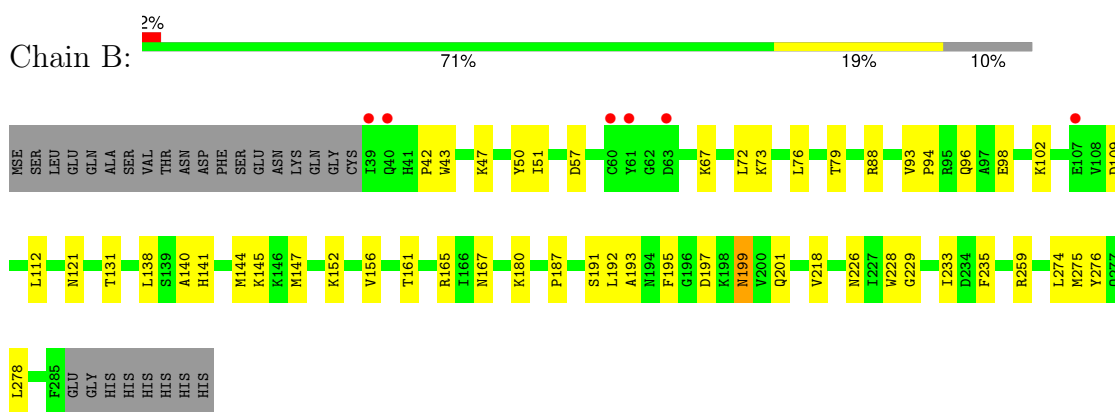 2%
Chain B:
71% 19% 10%
MSE SER LEU GLU GLN ALA SER VAL THR ASN ASP PHE SER GLU ASN LYS GLN GLY CYS I39 Q40 H41 P42 W43 K47 Y50 I51 D57 C60 Y61 G62 D63 K67 L72 K73 L76 T79 R88 V93 P94 R95 Q96 A97 E98 K102 E107 V108 D109
L112 N121 T131 L138 S139 A140 H141 M144 K145 K146 M147 K152 V156 T161 R165 I166 N167 K180 P187 S191 L192 A193 N194 F195 G196 D197 K198 N199 V200 Q201 V218 N226 I227 W228 G229 I233 D234 F235 R259 L274 M275 Y276
L278 F285 GLU GLY HIS HIS HIS HIS HIS HIS